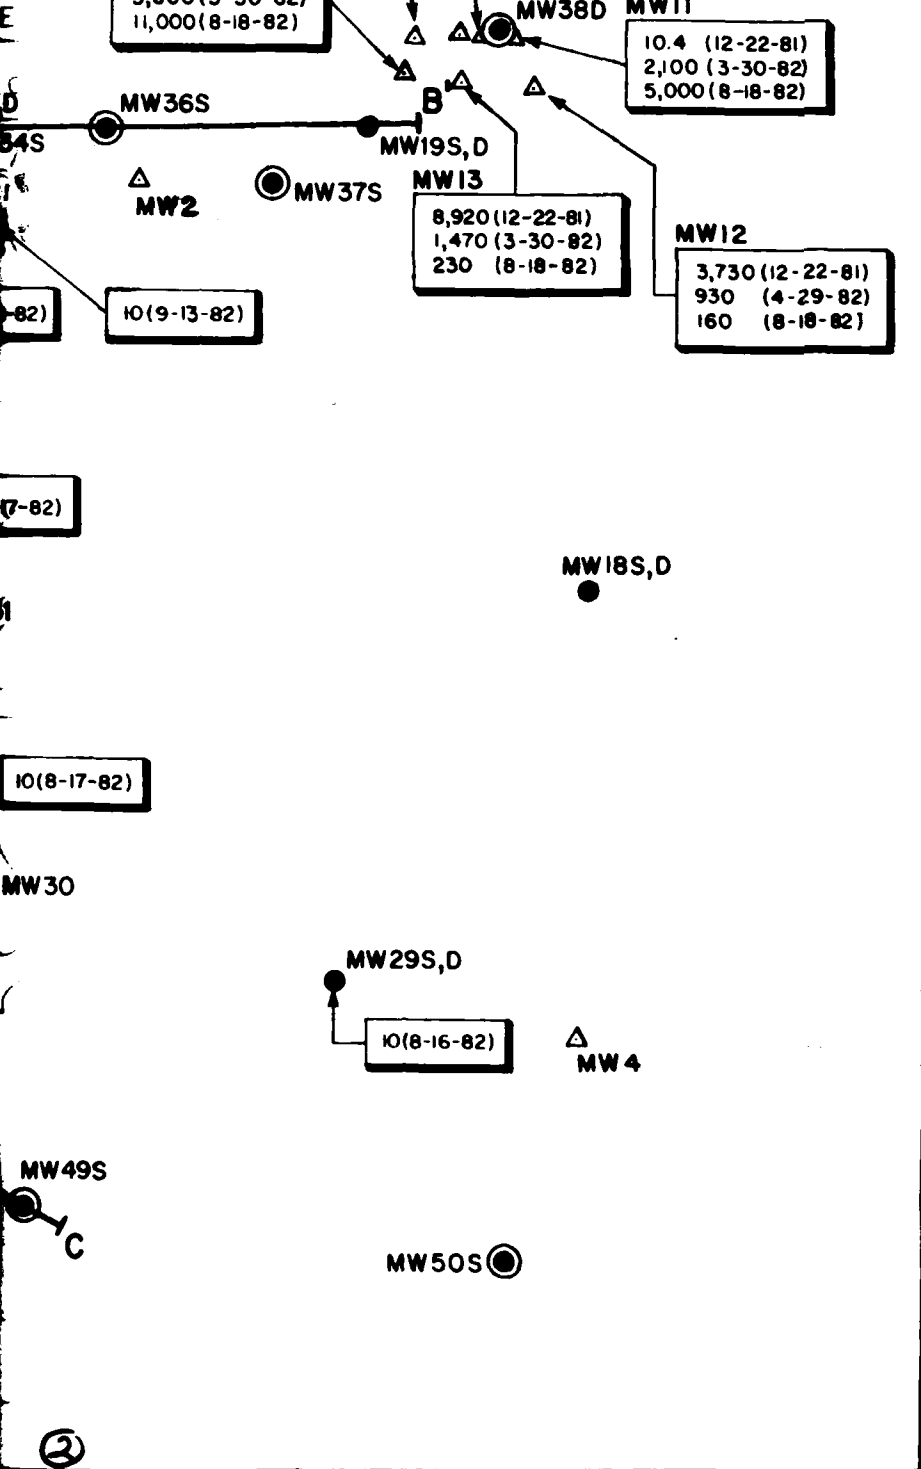 E
11,000(8-18-82)
MW38D
MW11
10.4 (12-22-81)
2,100 (3-30-82)
5,000(8-18-82)
D
MW36S
B
MW19S,D
MW2
MW37S
MW13
8,920(12-22-81)
1,470(3-30-82)
230 (8-18-82)
MW12
3,730(12-22-81)
930 (4-29-82)
160 (8-18-82)
-82)
10(9-13-82)
(7-82)
MW18S,D
10(8-17-82)
MW30
MW29S,D
10(8-16-82)
MW4
MW49S
C
MW50S
2